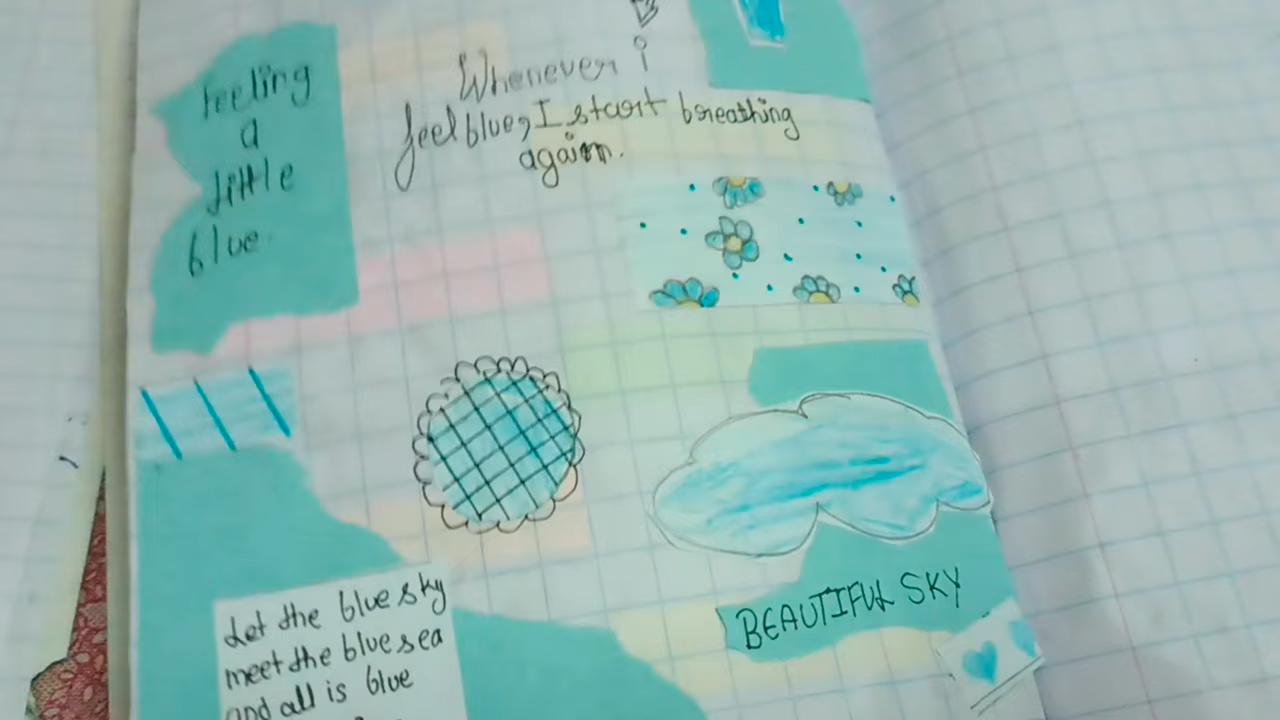 feeling
a
little
blue.
Whenever i
feel blue, I start breathing
again.
Let the blue sky
meet the blue sea
and all is blue
BEAUTIFUL SKY